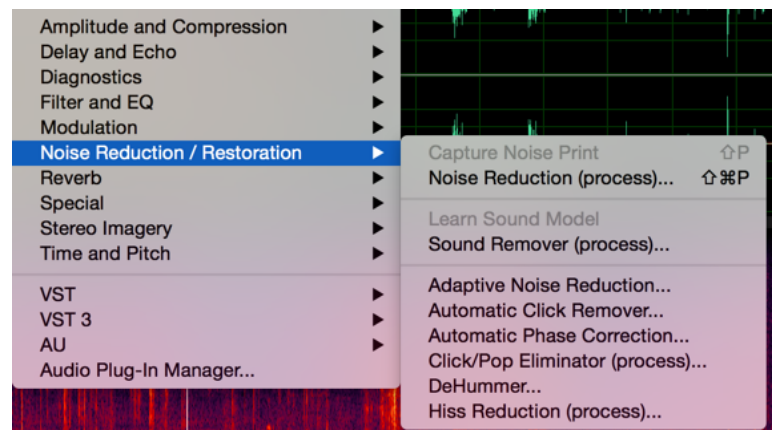 Amplitude and Compression
Delay and Echo
Diagnostics
Filter and EQ
Modulation
Noise Reduction / Restoration
Reverb
Special
Stereo Imagery
Time and Pitch
VST
VST 3
AU
Audio Plug-In Manager...
Capture Noise Print ⇧P
Noise Reduction (process)... ⇧⌘P
Learn Sound Model
Sound Remover (process)...
Adaptive Noise Reduction...
Automatic Click Remover...
Automatic Phase Correction...
Click/Pop Eliminator (process)...
DeHummer...
Hiss Reduction (process)...